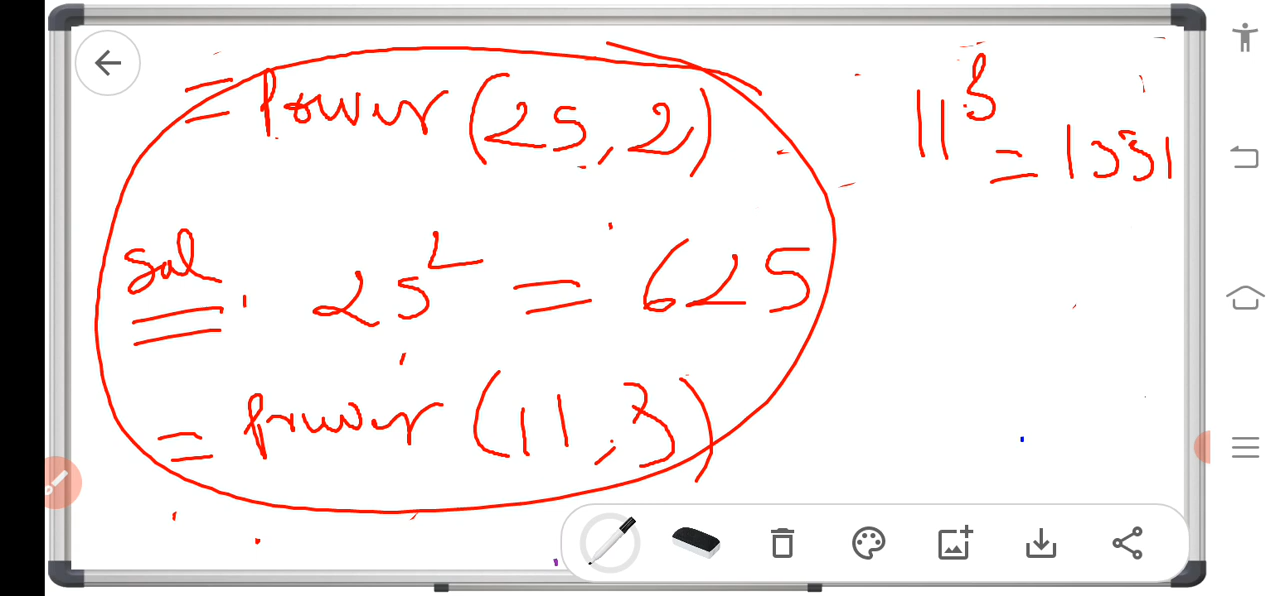 = Power (25, 2)
Sol 25² = 625
= power (11, 3)
11³
= 1331